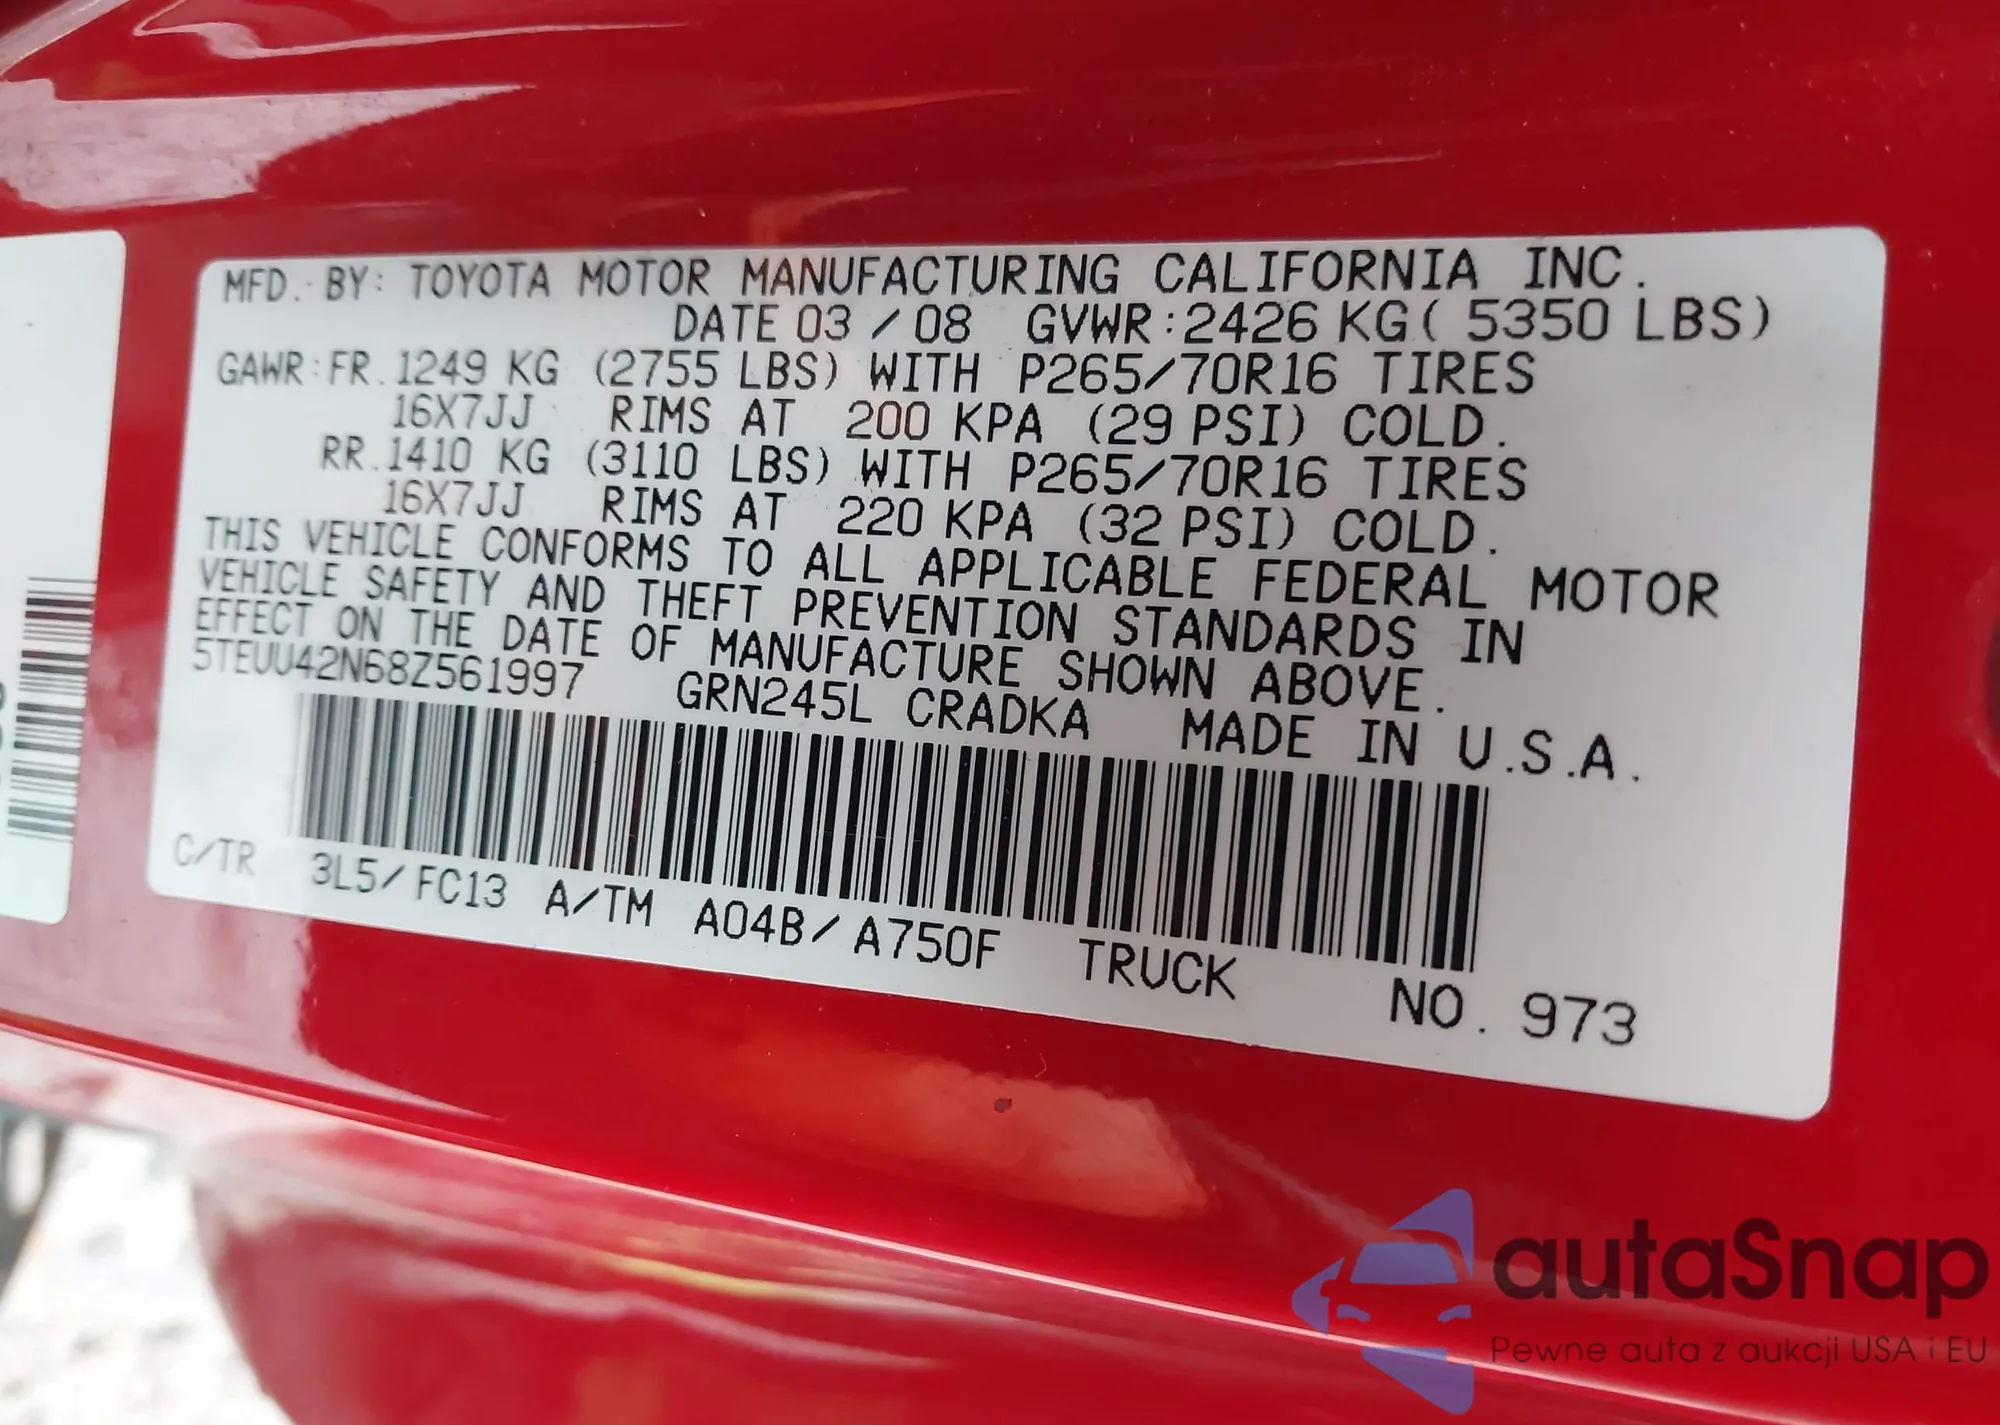 MFD. BY: TOYOTA MOTOR MANUFACTURING CALIFORNIA INC.
DATE 03 / 08 GVWR:2426 KG( 5350 LBS)
GAWR:FR.1249 KG (2755 LBS) WITH P265/70R16 TIRES
16X7JJ RIMS AT 200 KPA (29 PSI) COLD.
RR.1410 KG (3110 LBS) WITH P265/70R16 TIRES
16X7JJ RIMS AT 220 KPA (32 PSI) COLD.
THIS VEHICLE CONFORMS TO ALL APPLICABLE FEDERAL MOTOR
VEHICLE SAFETY AND THEFT PREVENTION STANDARDS IN
EFFECT ON THE DATE OF MANUFACTURE SHOWN ABOVE.
5TEUU42N68Z561997 GRN245L CRADKA MADE IN U.S.A.
C/TR 3L5/FC13 A/TM A04B/A750F TRUCK NO. 973
autaSnap
Pewne auta z aukcji USA i EU